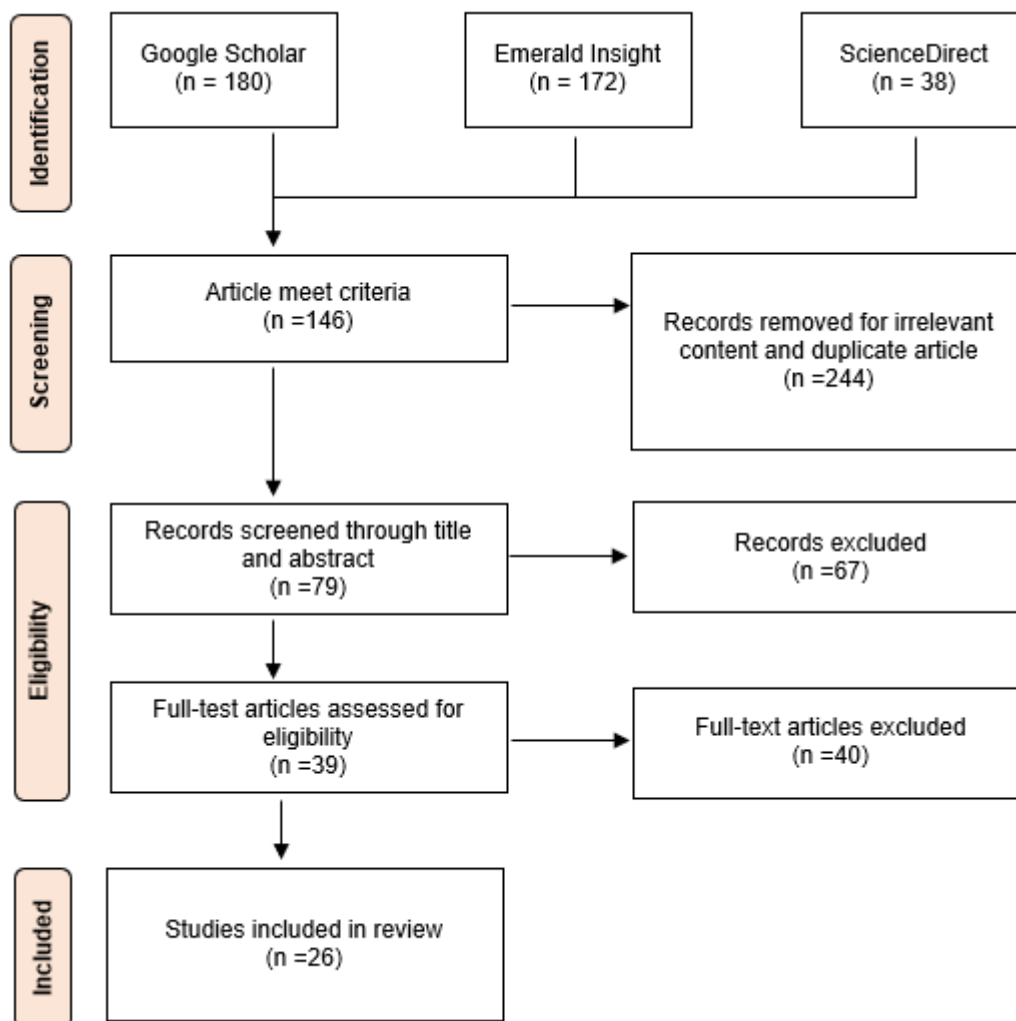 Identification
Google Scholar
(n = 180)
Emerald Insight
(n = 172)
ScienceDirect
(n = 38)
Screening
Article meet criteria
(n =146)
Records removed for irrelevant
content and duplicate article
(n =244)
Eligibility
Records screened through title
and abstract
(n =79)
Records excluded
(n =67)
Full-test articles assessed for
eligibility
(n =39)
Full-text articles excluded
(n =40)
Included
Studies included in review
(n =26)